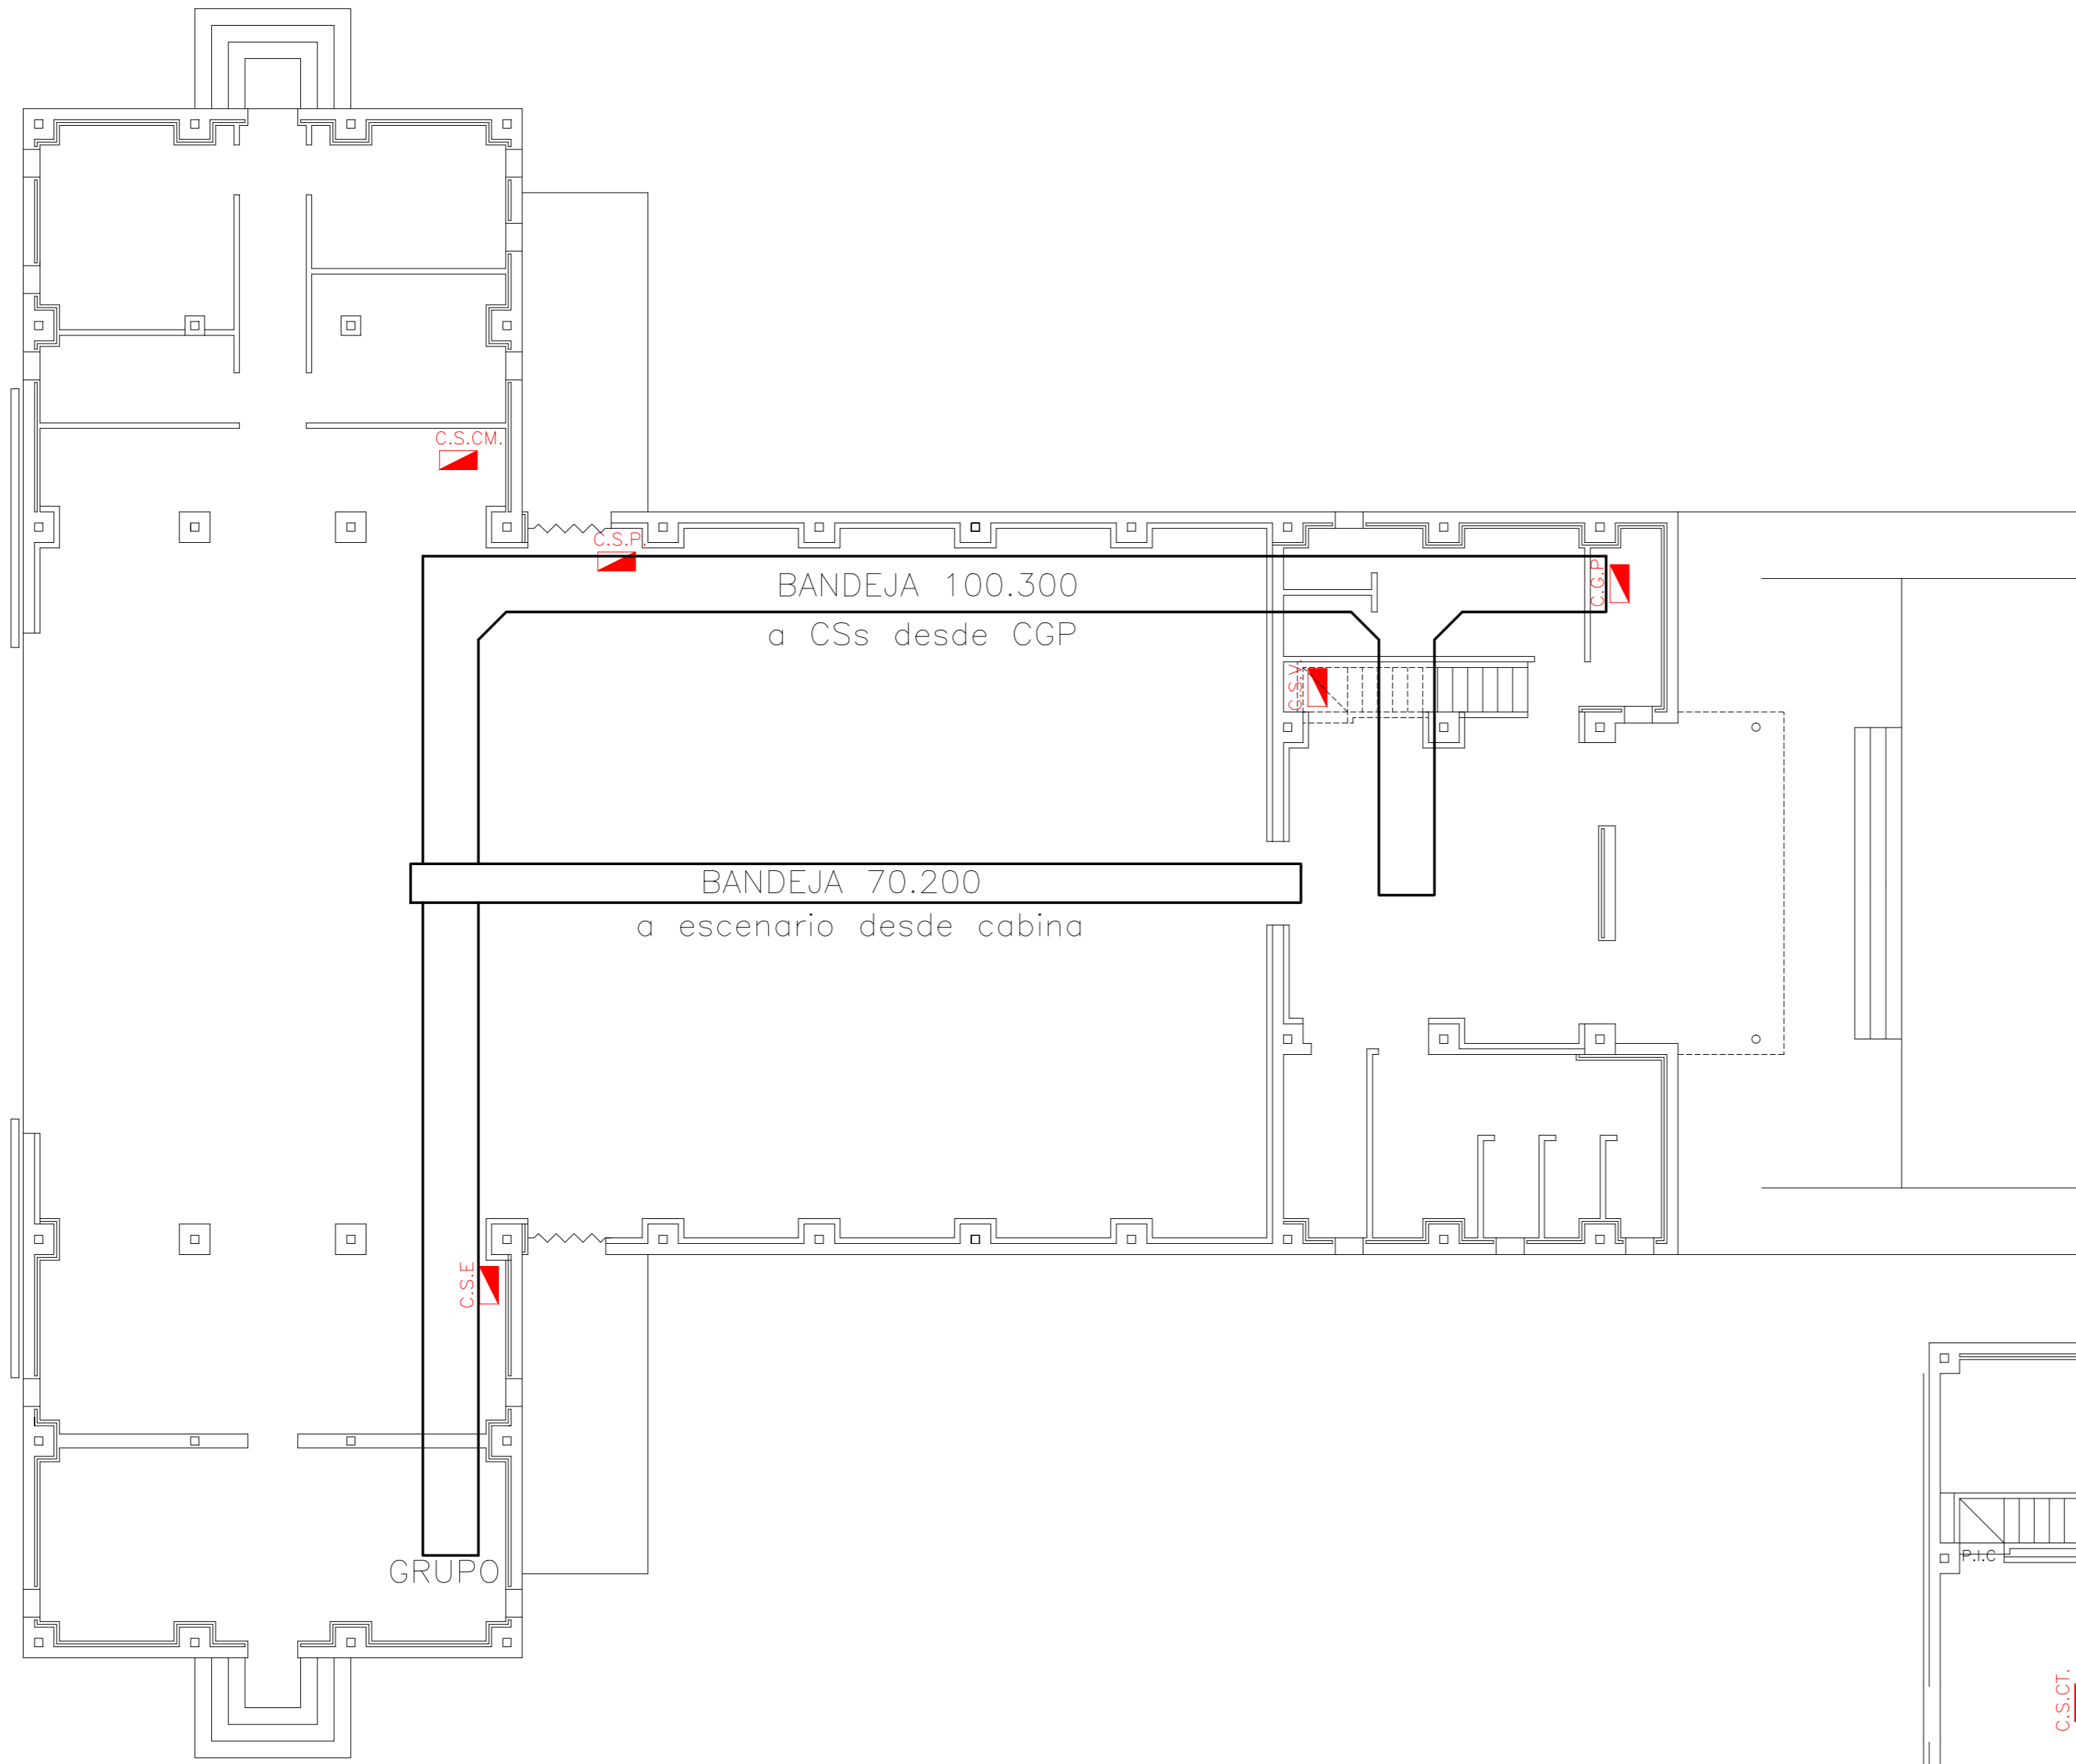 C.S.CM.
C.S.P.
BANDEJA 100.300
a CSs desde CGP
C.G.P.
C.S.V.
BANDEJA 70.200
a escenario desde cabina
C.S.E
GRUPO
P.I.C
C.S.CT.